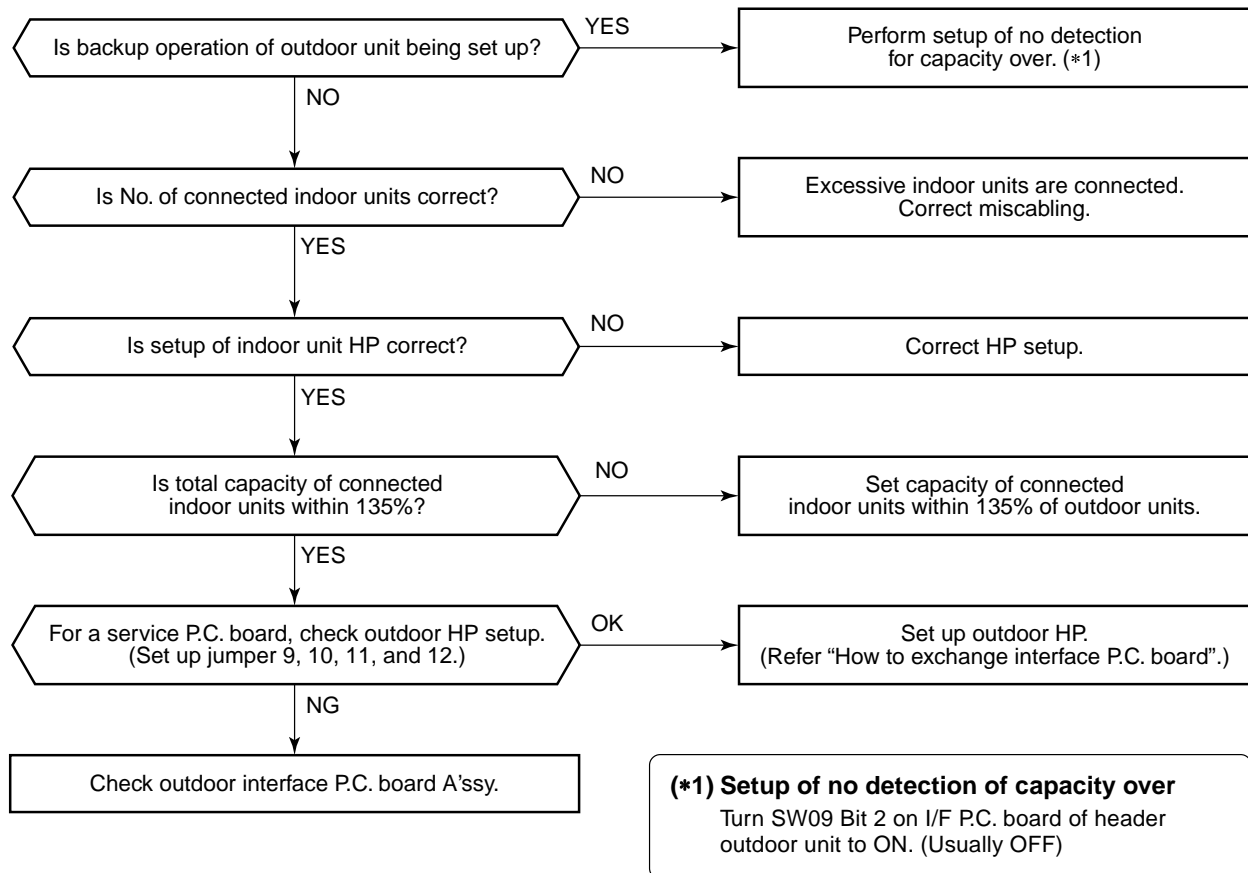 Is backup operation of outdoor unit being set up?
YES
Perform setup of no detection
for capacity over. (*1)
NO
Is No. of connected indoor units correct?
NO
Excessive indoor units are connected.
Correct miscabling.
YES
Is setup of indoor unit HP correct?
NO
Correct HP setup.
YES
Is total capacity of connected
indoor units within 135%?
NO
Set capacity of connected
indoor units within 135% of outdoor units.
YES
For a service P.C. board, check outdoor HP setup.
(Set up jumper 9, 10, 11, and 12.)
OK
Set up outdoor HP.
(Refer “How to exchange interface P.C. board”.)
NG
Check outdoor interface P.C. board A’ssy.
(*1) Setup of no detection of capacity over
Turn SW09 Bit 2 on I/F P.C. board of header
outdoor unit to ON. (Usually OFF)